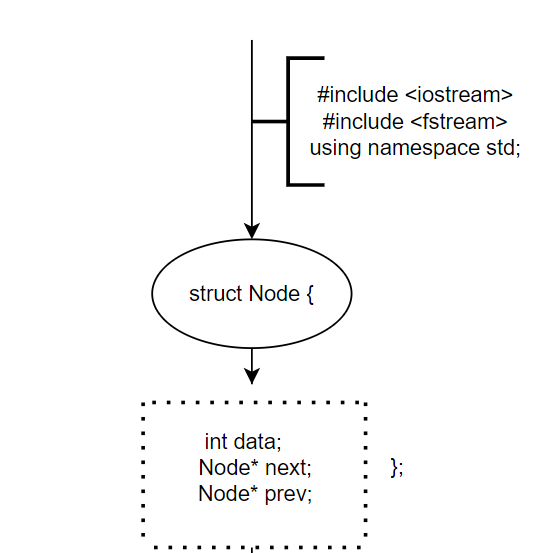 #include <iostream>
#include <fstream>
using namespace std;
struct Node {
int data;
Node* next;
Node* prev;
};